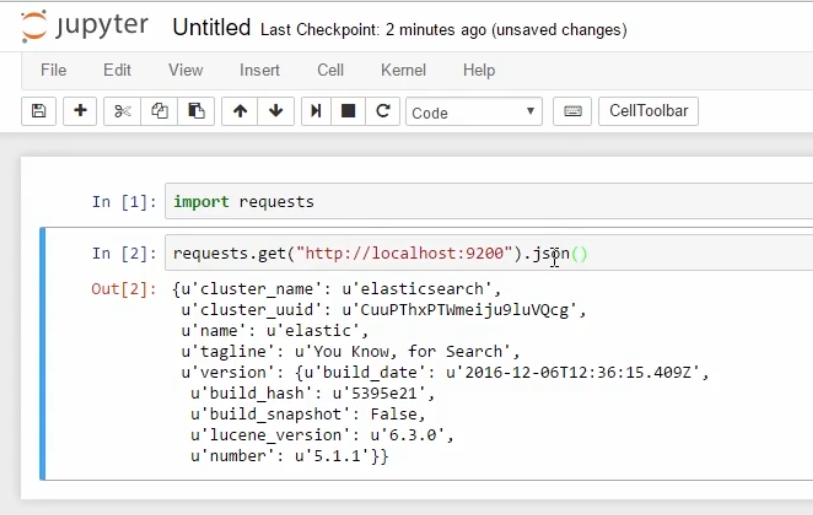 jupyter Untitled Last Checkpoint: 2 minutes ago (unsaved changes)
File Edit View Insert Cell Kernel Help
Code CellToolbar
In [1]: import requests
In [2]: requests.get("http://localhost:9200").json()
Out[2]: {u'cluster_name': u'elasticsearch',
u'cluster_uuid': u'CuuPThxPTWmeiju9luVQcg',
u'name': u'elastic',
u'tagline': u'You Know, for Search',
u'version': {u'build_date': u'2016-12-06T12:36:15.409Z',
u'build_hash': u'5395e21',
u'build_snapshot': False,
u'lucene_version': u'6.3.0',
u'number': u'5.1.1'}}